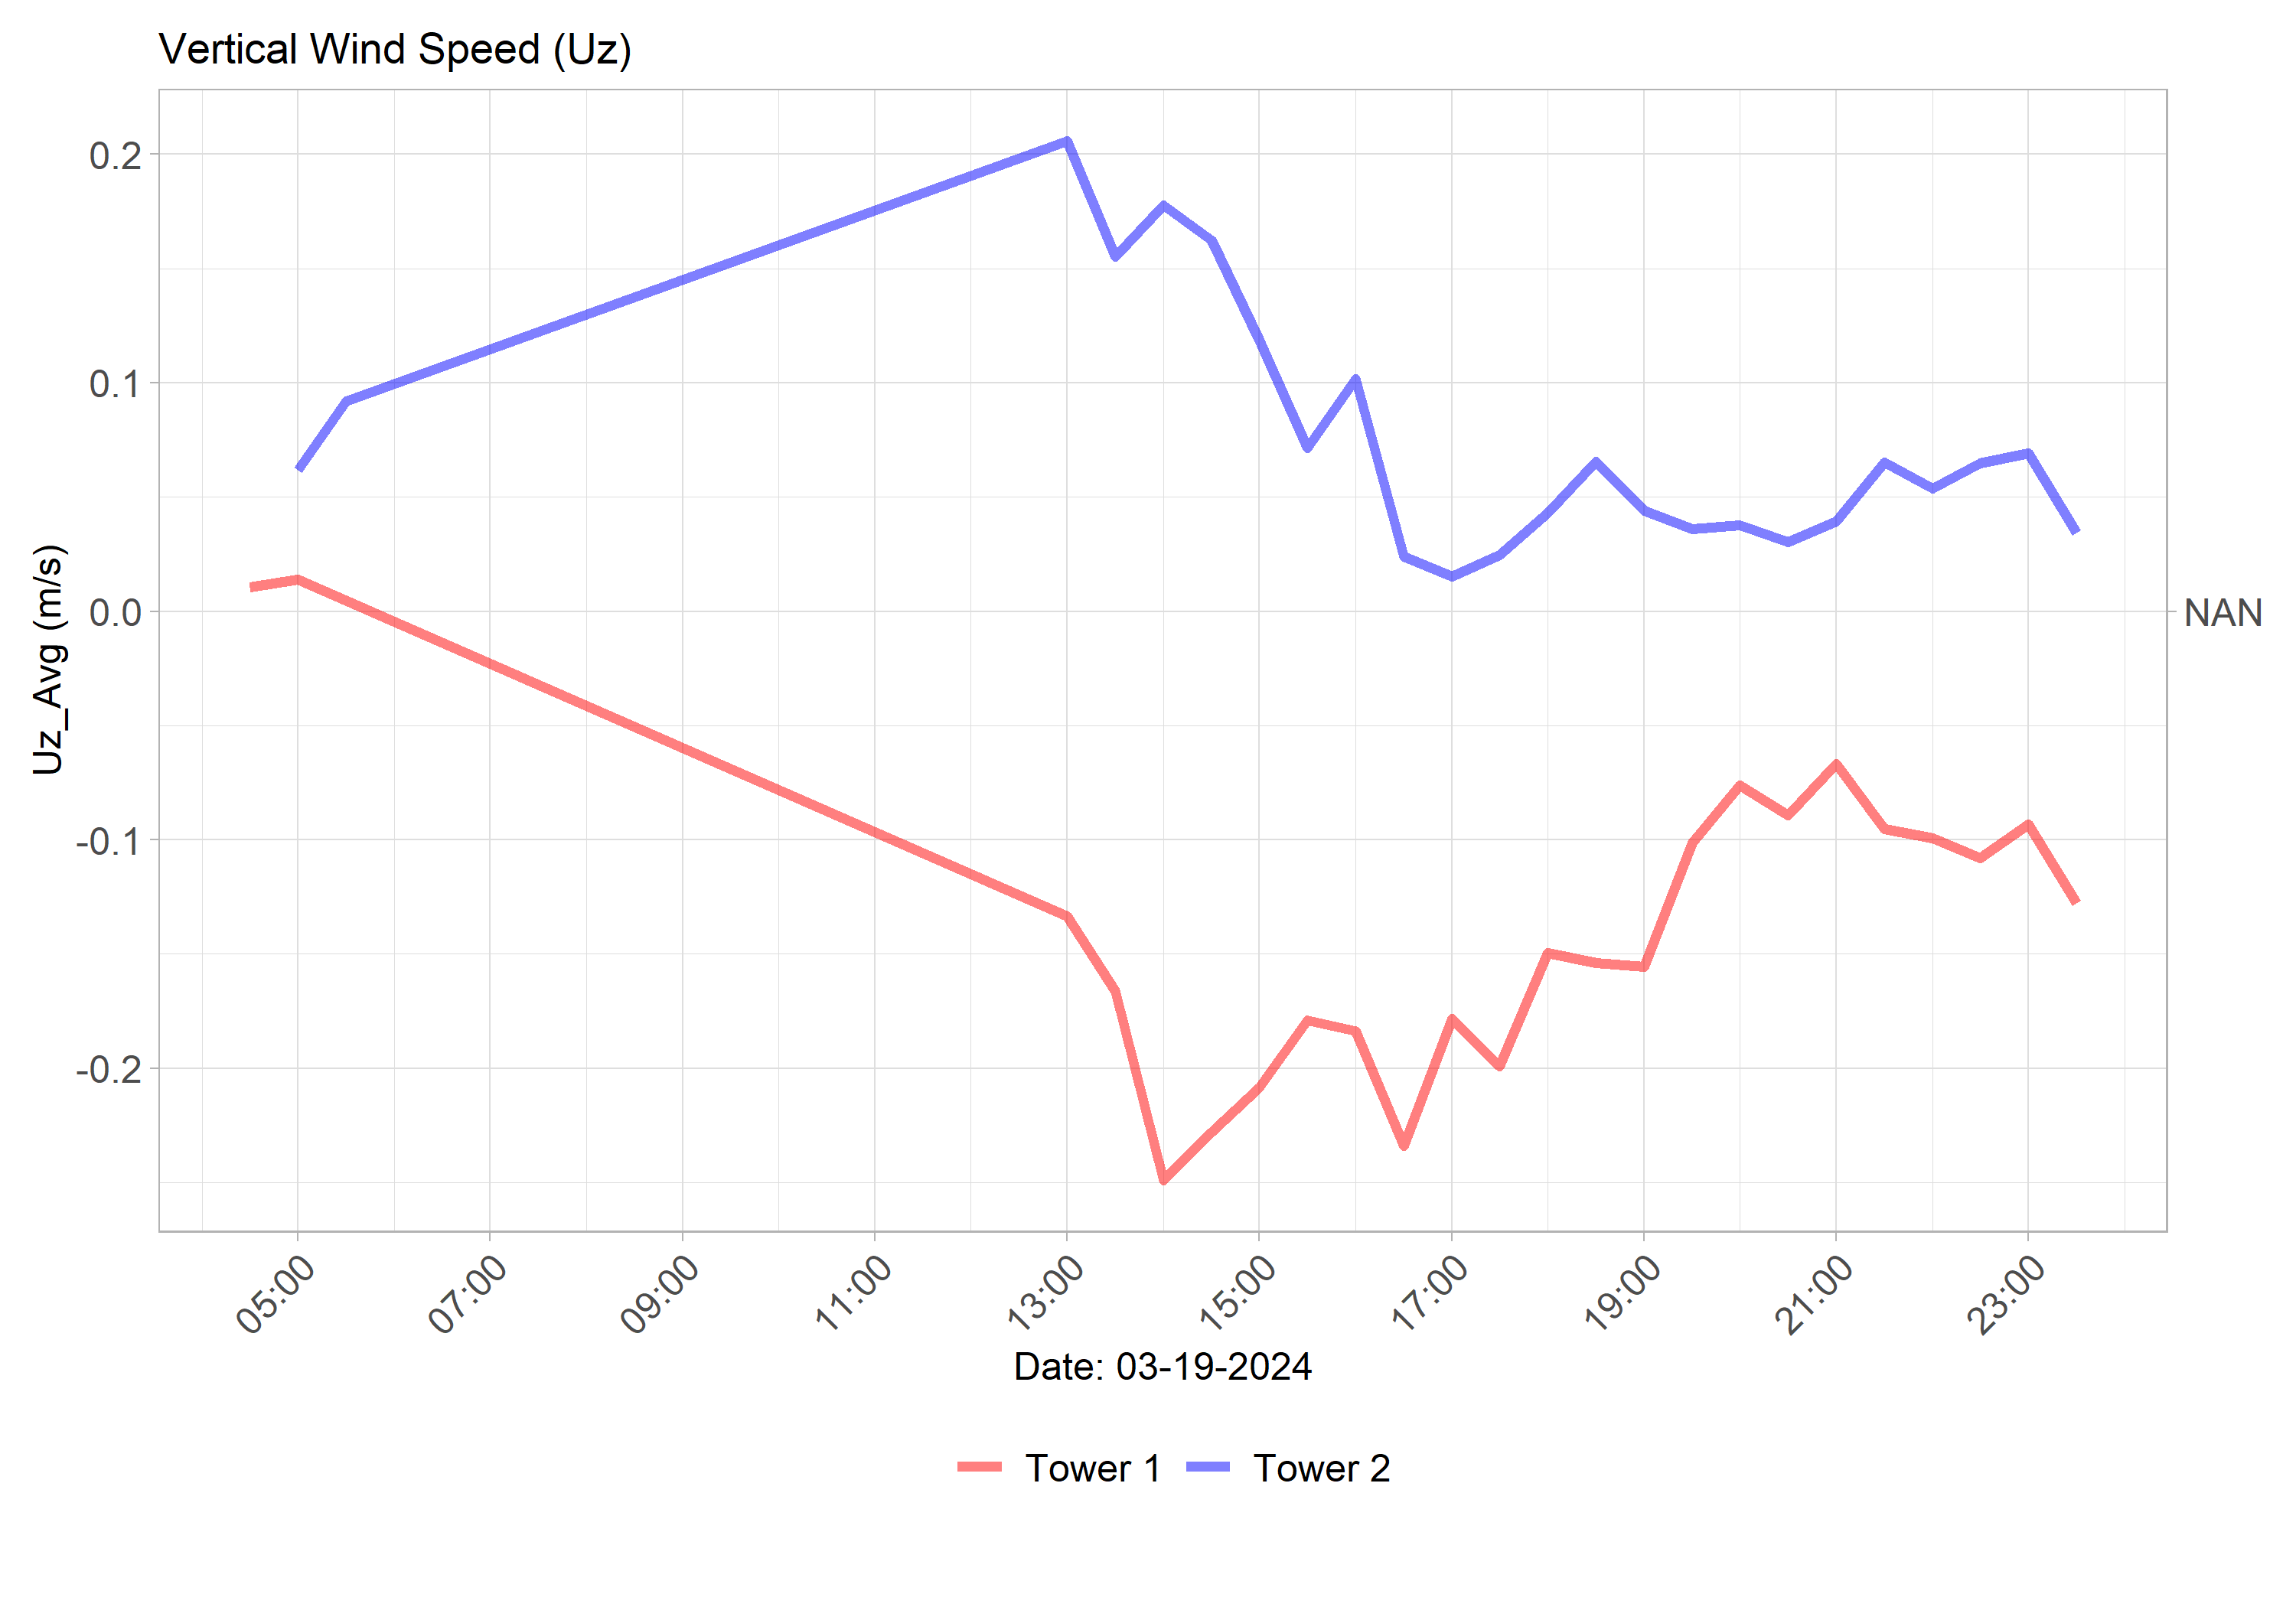 Vertical Wind Speed (Uz)
Uz_Avg (m/s)
0.2
0.1
0.0
-0.1
-0.2
NAN
05:00
07:00
09:00
11:00
13:00
15:00
17:00
19:00
21:00
23:00
Date: 03-19-2024
Tower 1
Tower 2